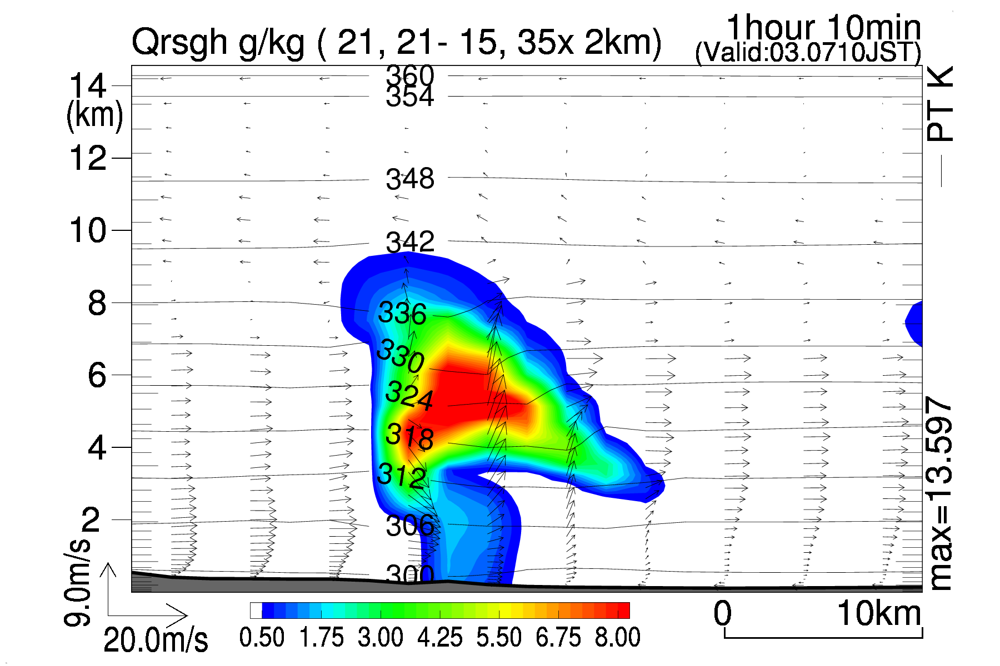 Qrsgh g/kg ( 21, 21- 15, 35x 2km)
1hour 10min
(Valid:03.0710JST)
14
(km)
12
10
8
6
4
2
360
354
348
342
336
330
324
318
312
306
300
— PT K
max=13.597
9.0m/s
20.0m/s
0.50 1.75 3.00 4.25 5.50 6.75 8.00
0 10km